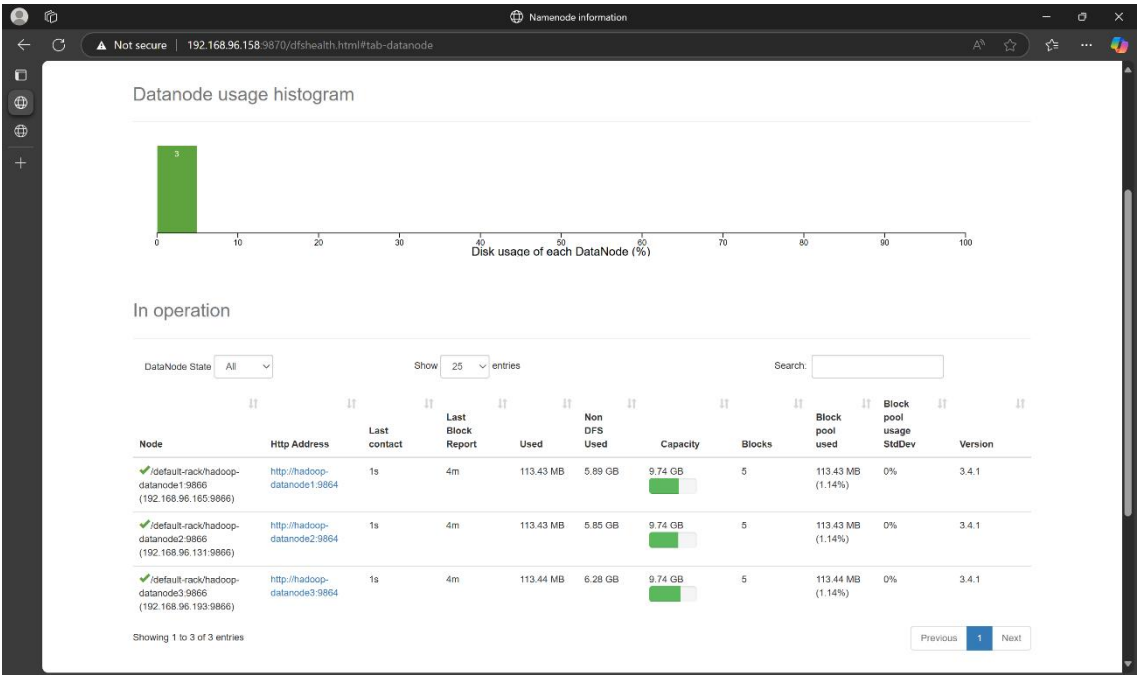 Namenode information
Not secure | 192.168.96.158:9870/dfshealth.html#tab-datanode
Datanode usage histogram
3
0 10 20 30 40 50 60 70 80 90 100
Disk usage of each DataNode (%)
In operation
DataNode State All Show 25 entries Search:
Node Http Address Last contact Last Block Report Used Non DFS Used Capacity Blocks Block pool used Block pool usage StdDev Version
/default-rack/hadoop- http://hadoop- 1s 4m 113.43 MB 5.89 GB 9.74 GB 5 113.43 MB 0% 3.4.1
datanode1:9866 datanode1:9864 (1.14%)
(192.168.96.165:9866)
/default-rack/hadoop- http://hadoop- 1s 4m 113.43 MB 5.85 GB 9.74 GB 5 113.43 MB 0% 3.4.1
datanode2:9866 datanode2:9864 (1.14%)
(192.168.96.131:9866)
/default-rack/hadoop- http://hadoop- 1s 4m 113.44 MB 6.28 GB 9.74 GB 5 113.44 MB 0% 3.4.1
datanode3:9866 datanode3:9864 (1.14%)
(192.168.96.193:9866)
Showing 1 to 3 of 3 entries Previous 1 Next